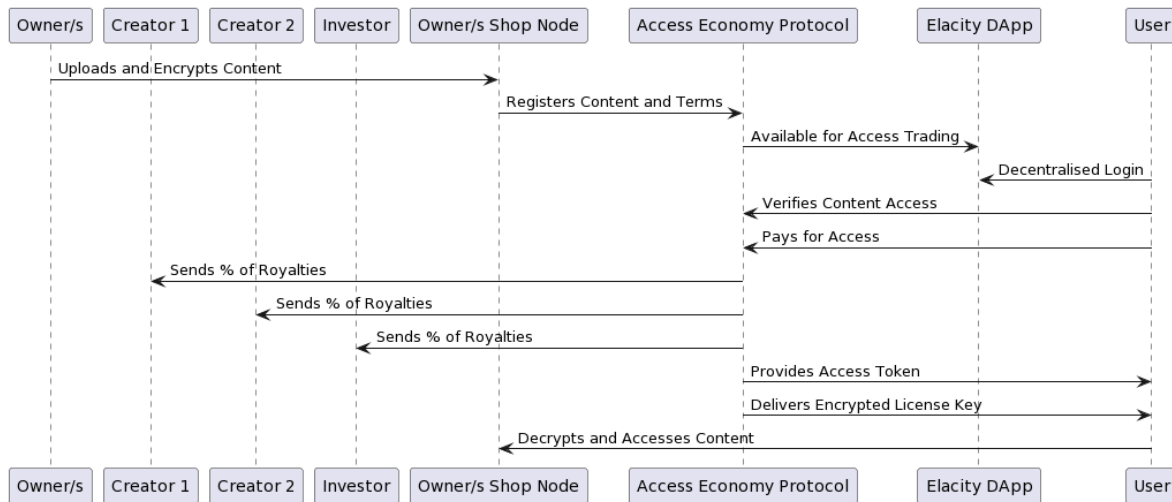 Owner/s Creator 1 Creator 2 Investor Owner/s Shop Node Access Economy Protocol Elacity DApp User
Uploads and Encrypts Content
Registers Content and Terms
Available for Access Trading
Decentralised Login
Verifies Content Access
Pays for Access
Sends % of Royalties
Sends % of Royalties
Sends % of Royalties
Provides Access Token
Delivers Encrypted License Key
Decrypts and Accesses Content
Owner/s Creator 1 Creator 2 Investor Owner/s Shop Node Access Economy Protocol Elacity DApp User